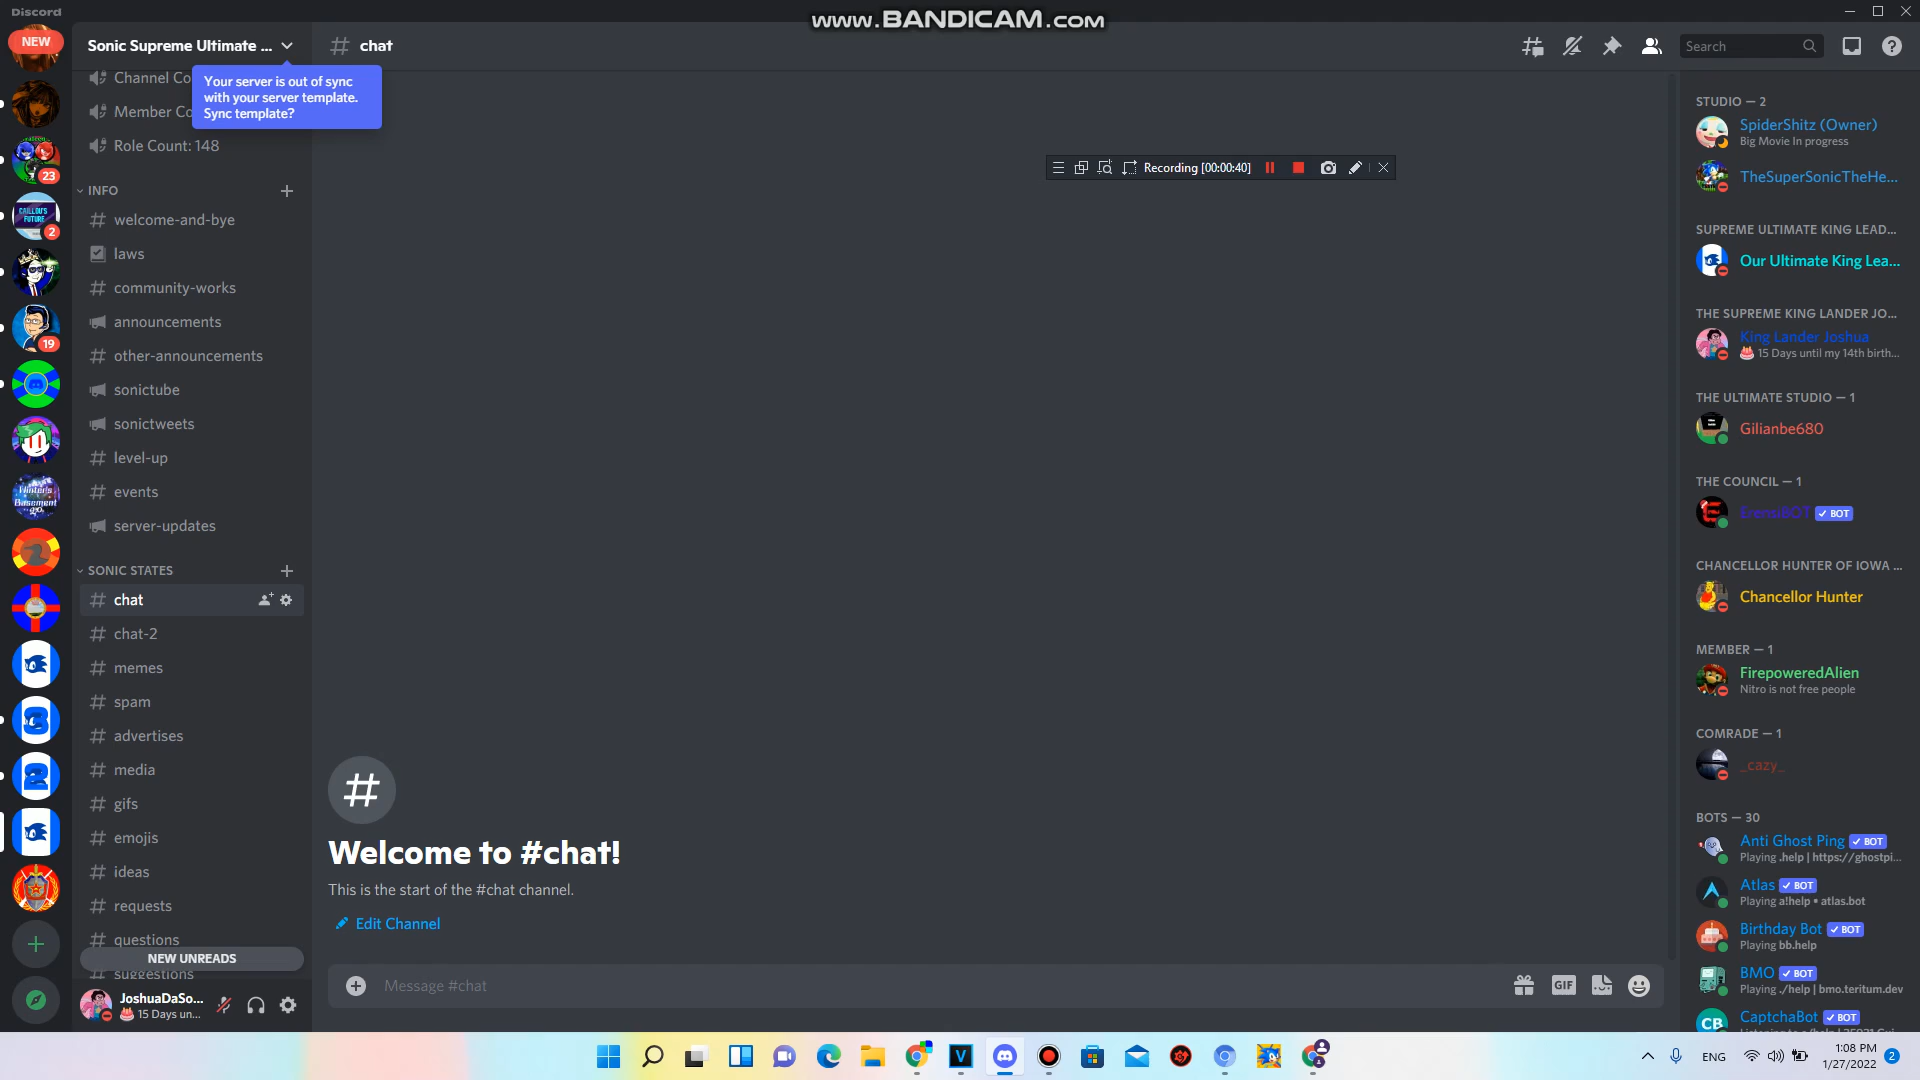 Discord
www.BANDICAM.com
NEW
Sonic Supreme Ultimate ...
chat
Search
Channel Co
Your server is out of sync
with your server template.
Sync template?
Member Co
Role Count: 148
Recording [00:00:40]
INFO
welcome-and-bye
laws
community-works
announcements
other-announcements
sonictube
sonictweets
level-up
events
server-updates
SONIC STATES
chat
chat-2
memes
spam
advertises
media
gifs
emojis
ideas
requests
questions
NEW UNREADS
suggestions
23
CAILLOU'S
FUTURE
2
19
Winter's
Basement
JoshuaDaSo...
15 Days un...
Welcome to #chat!
This is the start of the #chat channel.
Edit Channel
Message #chat
GIF
STUDIO — 2
SpiderShitz (Owner)
Big Movie In progress
TheSuperSonicTheHe...
SUPREME ULTIMATE KING LEAD...
Our Ultimate King Lea...
THE SUPREME KING LANDER JO...
King Lander Joshua
15 Days until my 14th birth...
THE ULTIMATE STUDIO — 1
Gilianbe680
THE COUNCIL — 1
ErensiBOT BOT
CHANCELLOR HUNTER OF IOWA ...
Chancellor Hunter
MEMBER — 1
FirepoweredAlien
Nitro is not free people
COMRADE — 1
_cazy_
BOTS — 30
Anti Ghost Ping BOT
Playing .help | https://ghostpi...
Atlas BOT
Playing a!help • atlas.bot
Birthday Bot BOT
Playing bb.help
BMO BOT
Playing ./help | bmo.teritum.dev
CB
CaptchaBot BOT
ENG
1:08 PM
1/27/2022
2